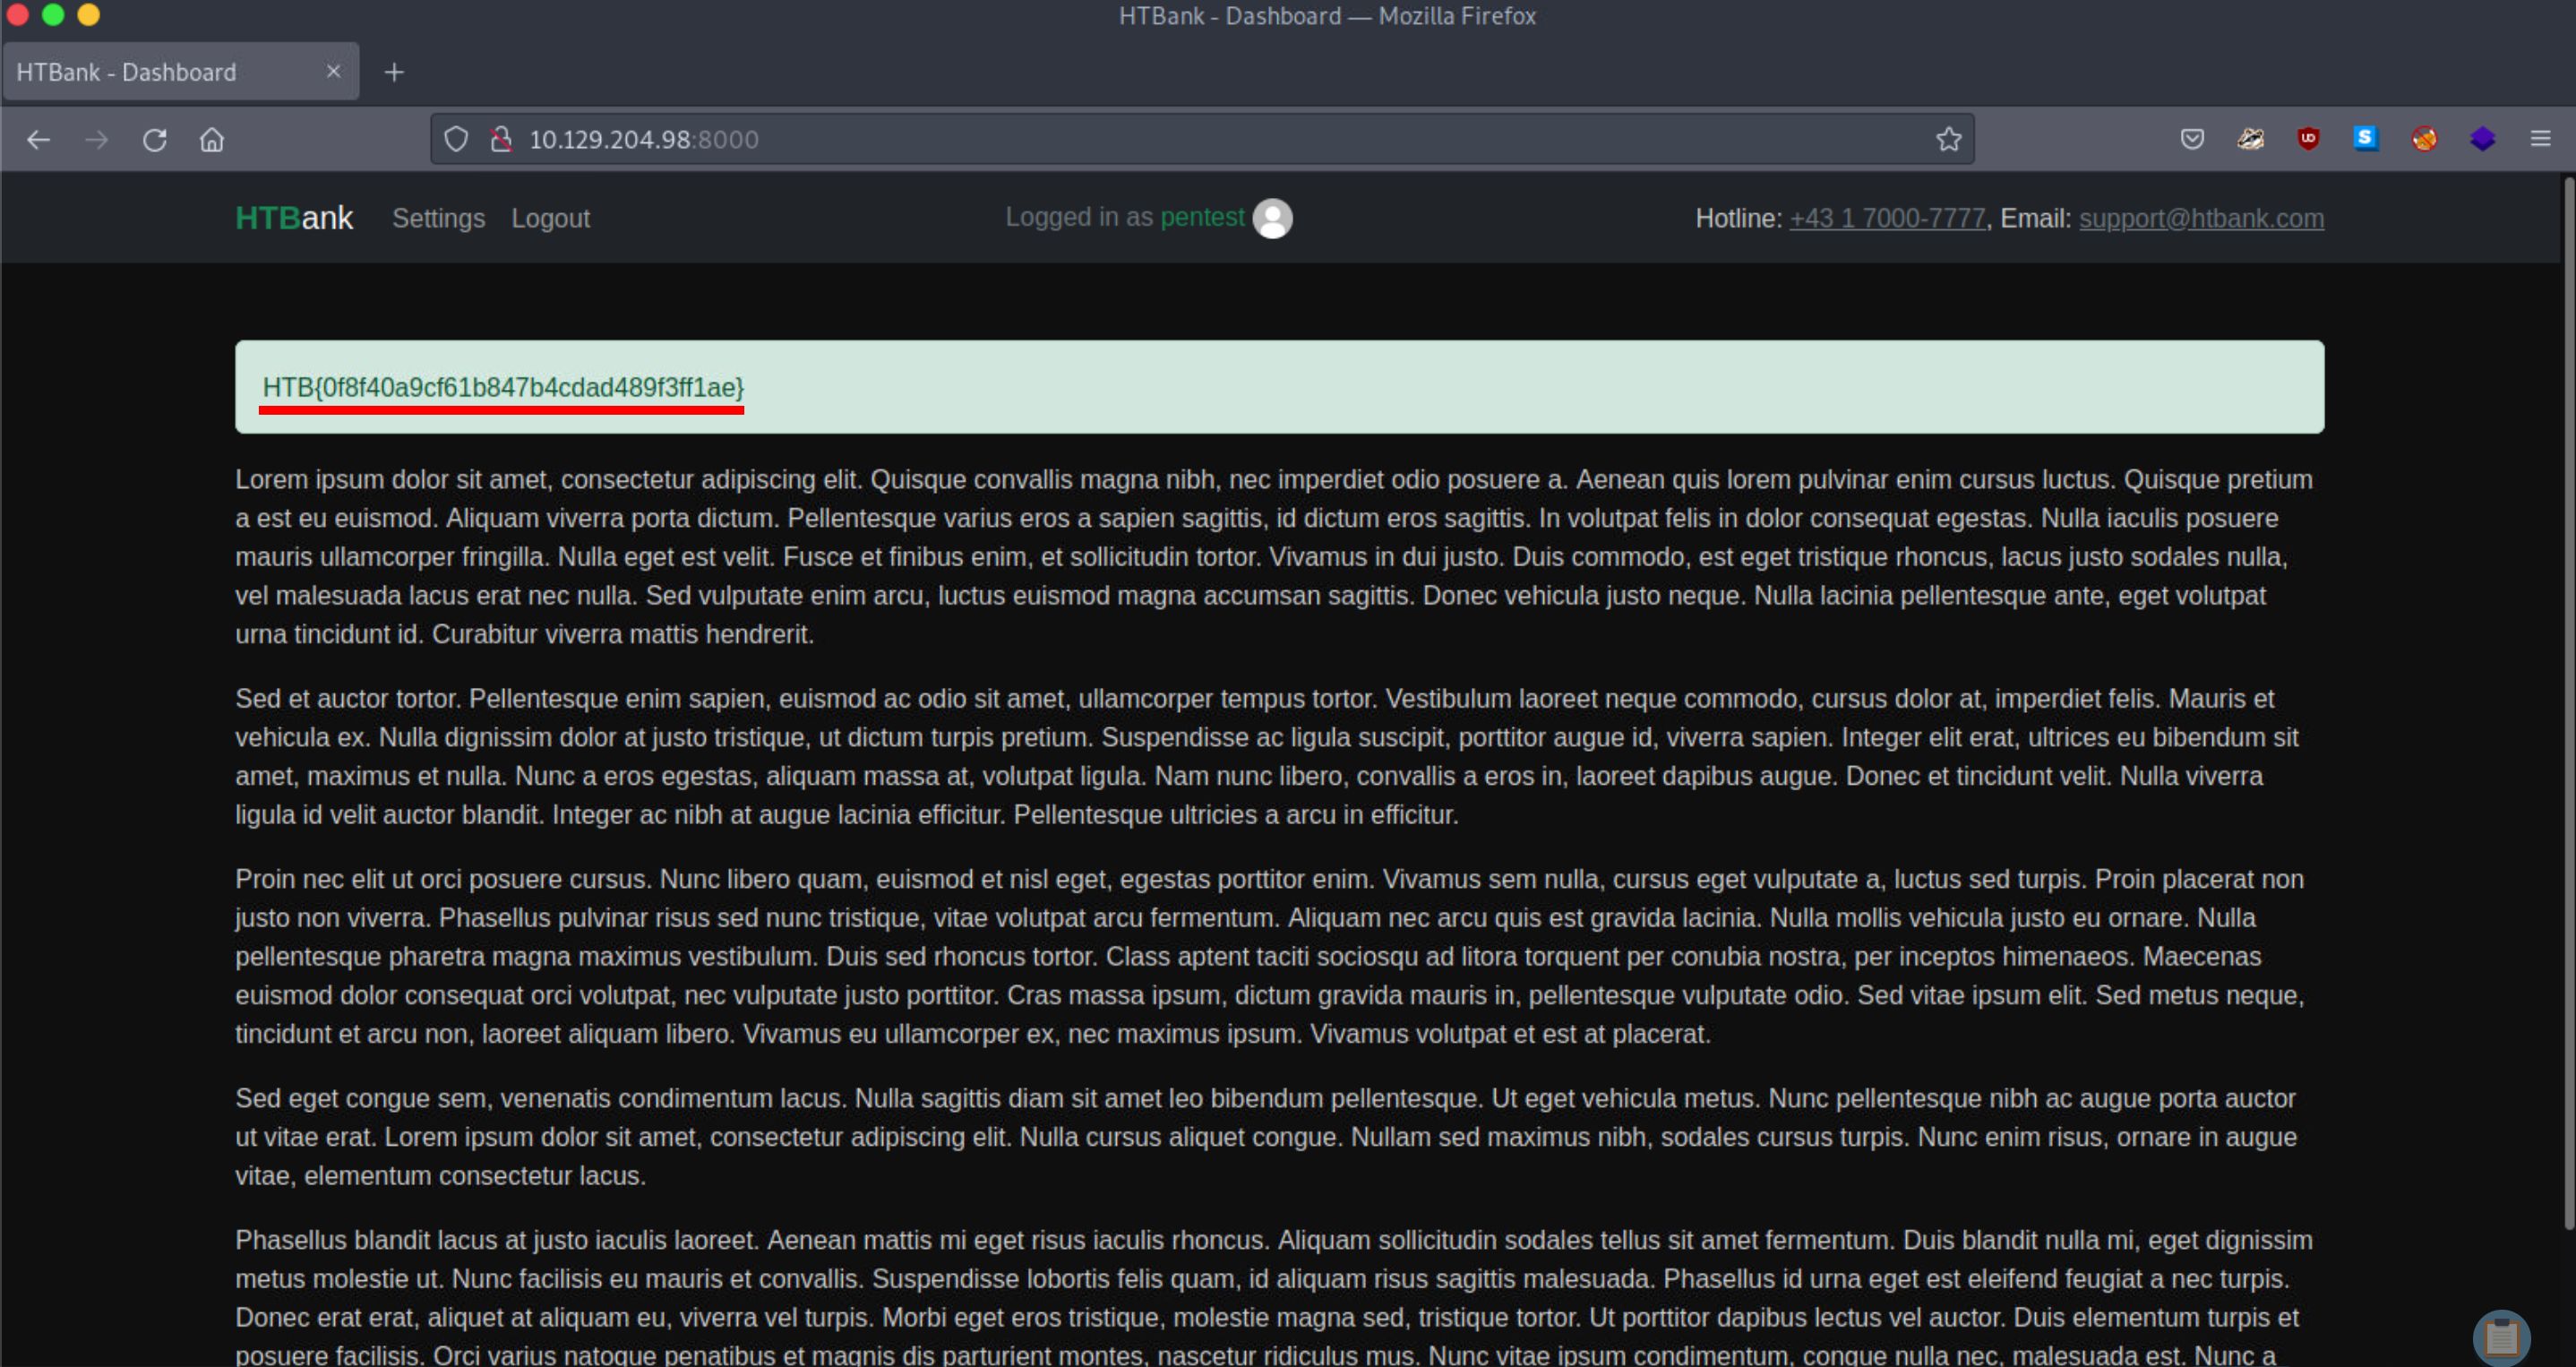 HTBank - Dashboard — Mozilla Firefox
HTBank - Dashboard
10.129.204.98:8000
HTBank Settings Logout Logged in as pentest Hotline: +43 1 7000-7777, Email: support@htbank.com
HTB{0f8f40a9cf61b847b4cdad489f3ff1ae}
Lorem ipsum dolor sit amet, consectetur adipiscing elit. Quisque convallis magna nibh, nec imperdiet odio posuere a. Aenean quis lorem pulvinar enim cursus luctus. Quisque pretium
a est eu euismod. Aliquam viverra porta dictum. Pellentesque varius eros a sapien sagittis, id dictum eros sagittis. In volutpat felis in dolor consequat egestas. Nulla iaculis posuere
mauris ullamcorper fringilla. Nulla eget est velit. Fusce et finibus enim, et sollicitudin tortor. Vivamus in dui justo. Duis commodo, est eget tristique rhoncus, lacus justo sodales nulla,
vel malesuada lacus erat nec nulla. Sed vulputate enim arcu, luctus euismod magna accumsan sagittis. Donec vehicula justo neque. Nulla lacinia pellentesque ante, eget volutpat
urna tincidunt id. Curabitur viverra mattis hendrerit.
Sed et auctor tortor. Pellentesque enim sapien, euismod ac odio sit amet, ullamcorper tempus tortor. Vestibulum laoreet neque commodo, cursus dolor at, imperdiet felis. Mauris et
vehicula ex. Nulla dignissim dolor at justo tristique, ut dictum turpis pretium. Suspendisse ac ligula suscipit, porttitor augue id, viverra sapien. Integer elit erat, ultrices eu bibendum sit
amet, maximus et nulla. Nunc a eros egestas, aliquam massa at, volutpat ligula. Nam nunc libero, convallis a eros in, laoreet dapibus augue. Donec et tincidunt velit. Nulla viverra
ligula id velit auctor blandit. Integer ac nibh at augue lacinia efficitur. Pellentesque ultricies a arcu in efficitur.
Proin nec elit ut orci posuere cursus. Nunc libero quam, euismod et nisl eget, egestas porttitor enim. Vivamus sem nulla, cursus eget vulputate a, luctus sed turpis. Proin placerat non
justo non viverra. Phasellus pulvinar risus sed nunc tristique, vitae volutpat arcu fermentum. Aliquam nec arcu quis est gravida lacinia. Nulla mollis vehicula justo eu ornare. Nulla
pellentesque pharetra magna maximus vestibulum. Duis sed rhoncus tortor. Class aptent taciti sociosqu ad litora torquent per conubia nostra, per inceptos himenaeos. Maecenas
euismod dolor consequat orci volutpat, nec vulputate justo porttitor. Cras massa ipsum, dictum gravida mauris in, pellentesque vulputate odio. Sed vitae ipsum elit. Sed metus neque,
tincidunt et arcu non, laoreet aliquam libero. Vivamus eu ullamcorper ex, nec maximus ipsum. Vivamus volutpat et est at placerat.
Sed eget congue sem, venenatis condimentum lacus. Nulla sagittis diam sit amet leo bibendum pellentesque. Ut eget vehicula metus. Nunc pellentesque nibh ac augue porta auctor
ut vitae erat. Lorem ipsum dolor sit amet, consectetur adipiscing elit. Nulla cursus aliquet congue. Nullam sed maximus nibh, sodales cursus turpis. Nunc enim risus, ornare in augue
vitae, elementum consectetur lacus.
Phasellus blandit lacus at justo iaculis laoreet. Aenean mattis mi eget risus iaculis rhoncus. Aliquam sollicitudin sodales tellus sit amet fermentum. Duis blandit nulla mi, eget dignissim
metus molestie ut. Nunc facilisis eu mauris et convallis. Suspendisse lobortis felis quam, id aliquam risus sagittis malesuada. Phasellus id urna eget est eleifend feugiat a nec turpis.
Donec erat erat, aliquet at aliquam eu, viverra vel turpis. Morbi eget eros tristique, molestie magna sed, tristique tortor. Ut porttitor dapibus lectus vel auctor. Duis elementum turpis et
posuere facilisis. Orci varius natoque penatibus et magnis dis parturient montes, nascetur ridiculus mus. Nunc vitae ipsum condimentum, congue nulla nec, malesuada est. Nunc a